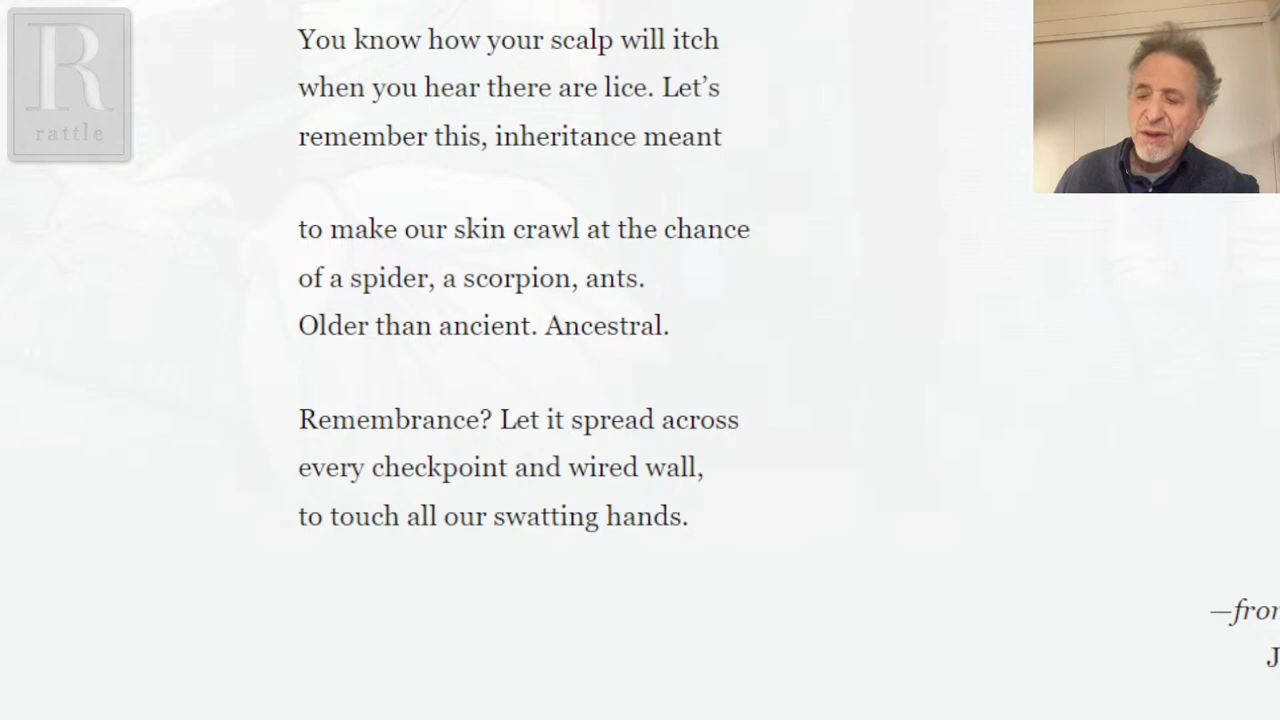 R
rattle
You know how your scalp will itch
when you hear there are lice. Let’s
remember this, inheritance meant
to make our skin crawl at the chance
of a spider, a scorpion, ants.
Older than ancient. Ancestral.
Remembrance? Let it spread across
every checkpoint and wired wall,
to touch all our swatting hands.
J